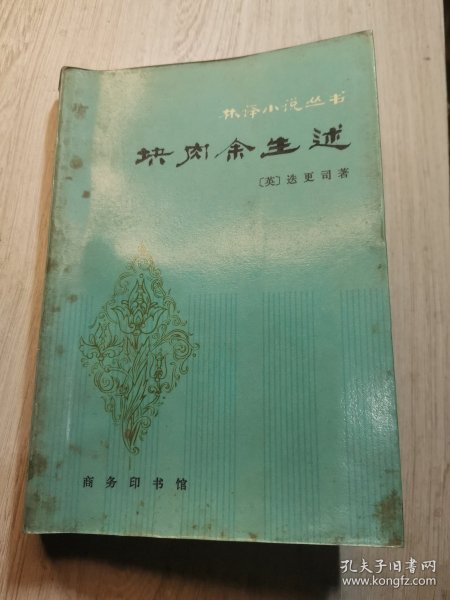 林译小说丛书
块肉余生述
〔英〕迭更司著
商务印书馆
孔夫子旧书网
www.kongfz.com